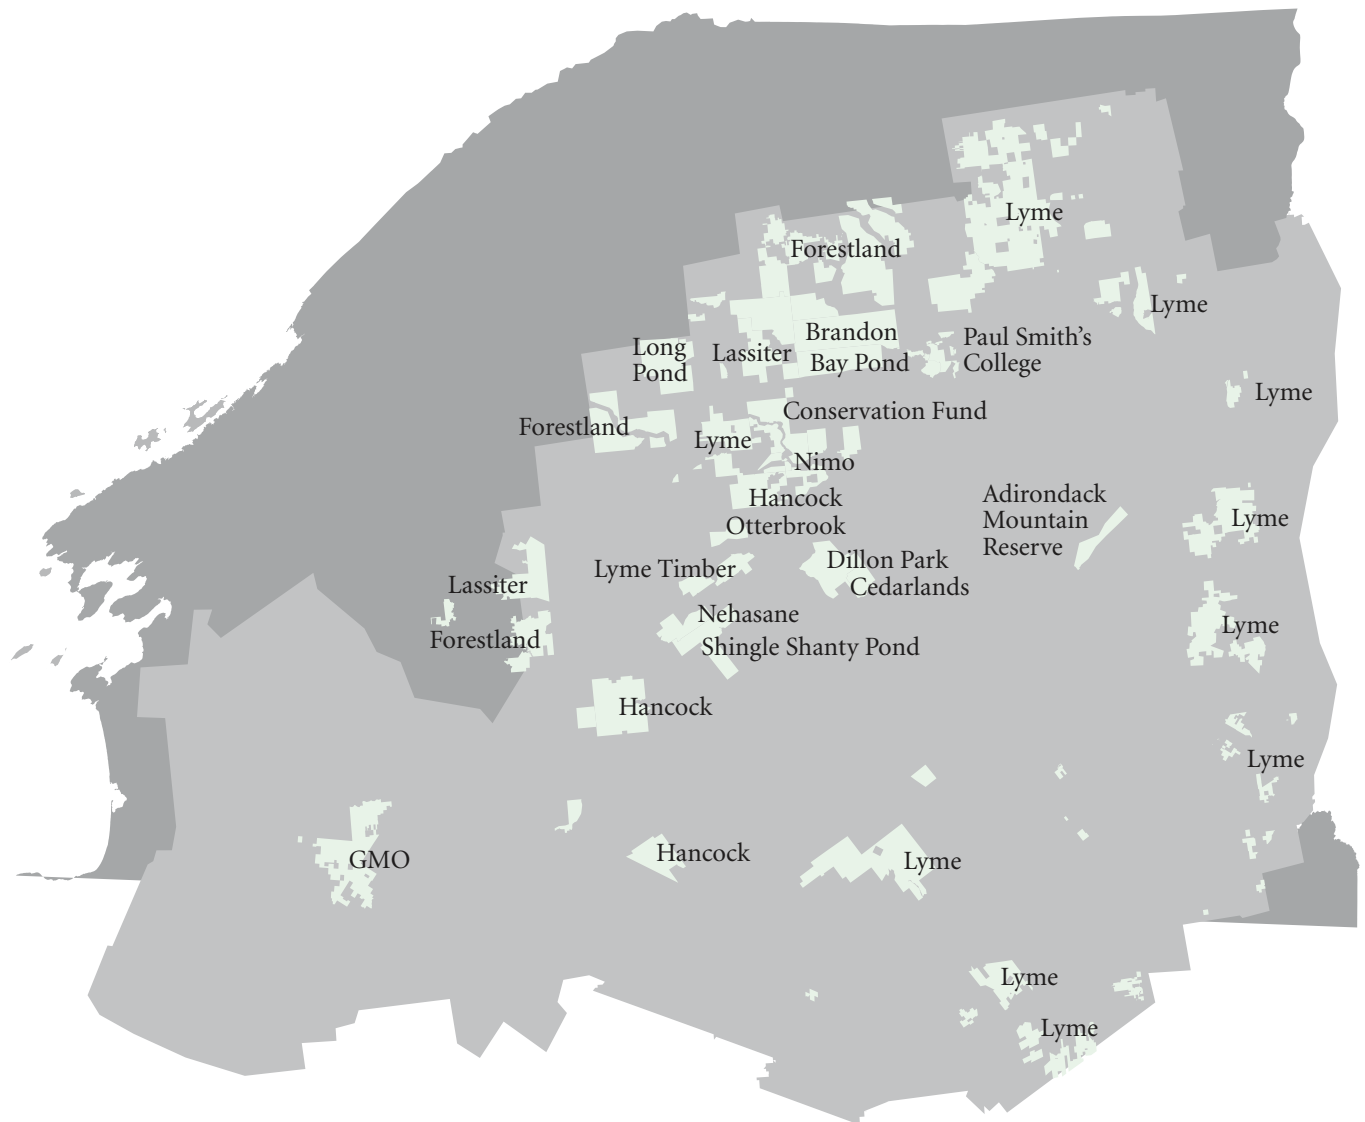 Lyme
Forestland
Lyme
Brandon
Paul Smith's
College
Long
Pond
Lassiter
Bay Pond
Lyme
Conservation Fund
Forestland
Lyme
Nimo
Hancock
Adirondack
Mountain
Reserve
Otterbrook
Lyme
Lyme Timber
Dillon Park
Cedarlands
Lassiter
Nehasane
Lyme
Forestland
Shingle Shanty Pond
Hancock
Lyme
GMO
Hancock
Lyme
Lyme
Lyme